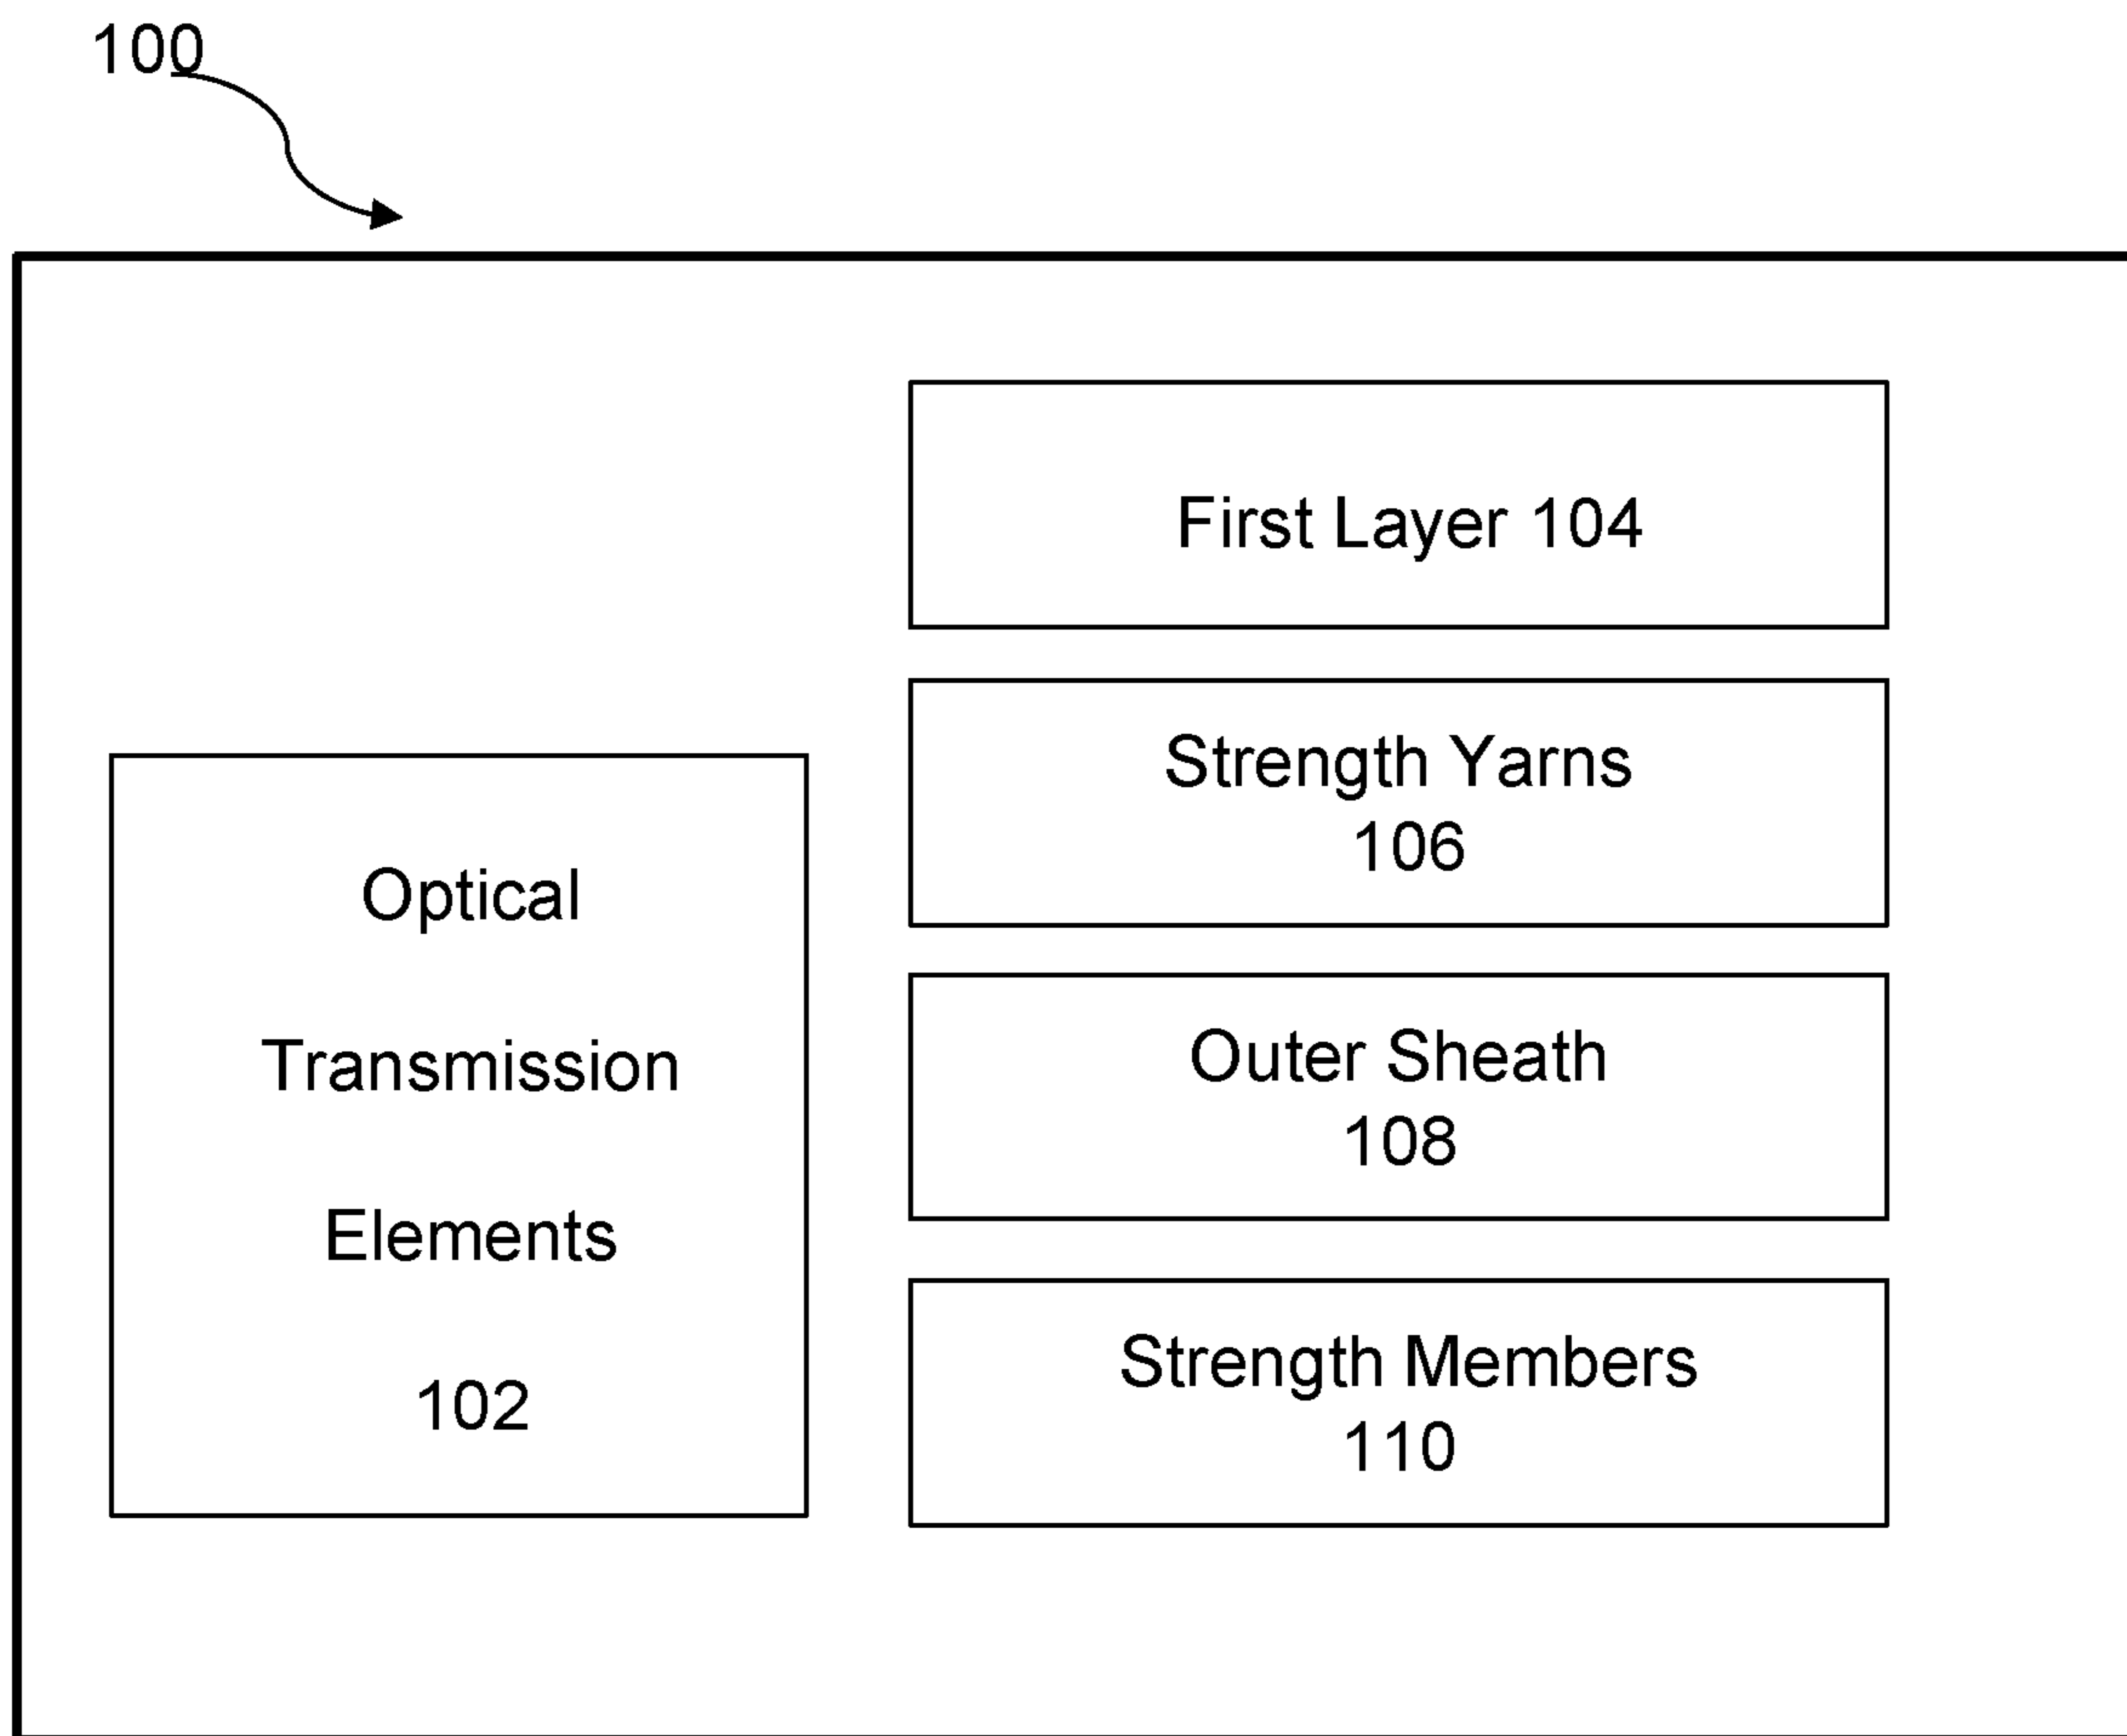 100
First Layer 104
Strength Yarns
106
Optical
Transmission
Elements
102
Outer Sheath
108
Strength Members
110